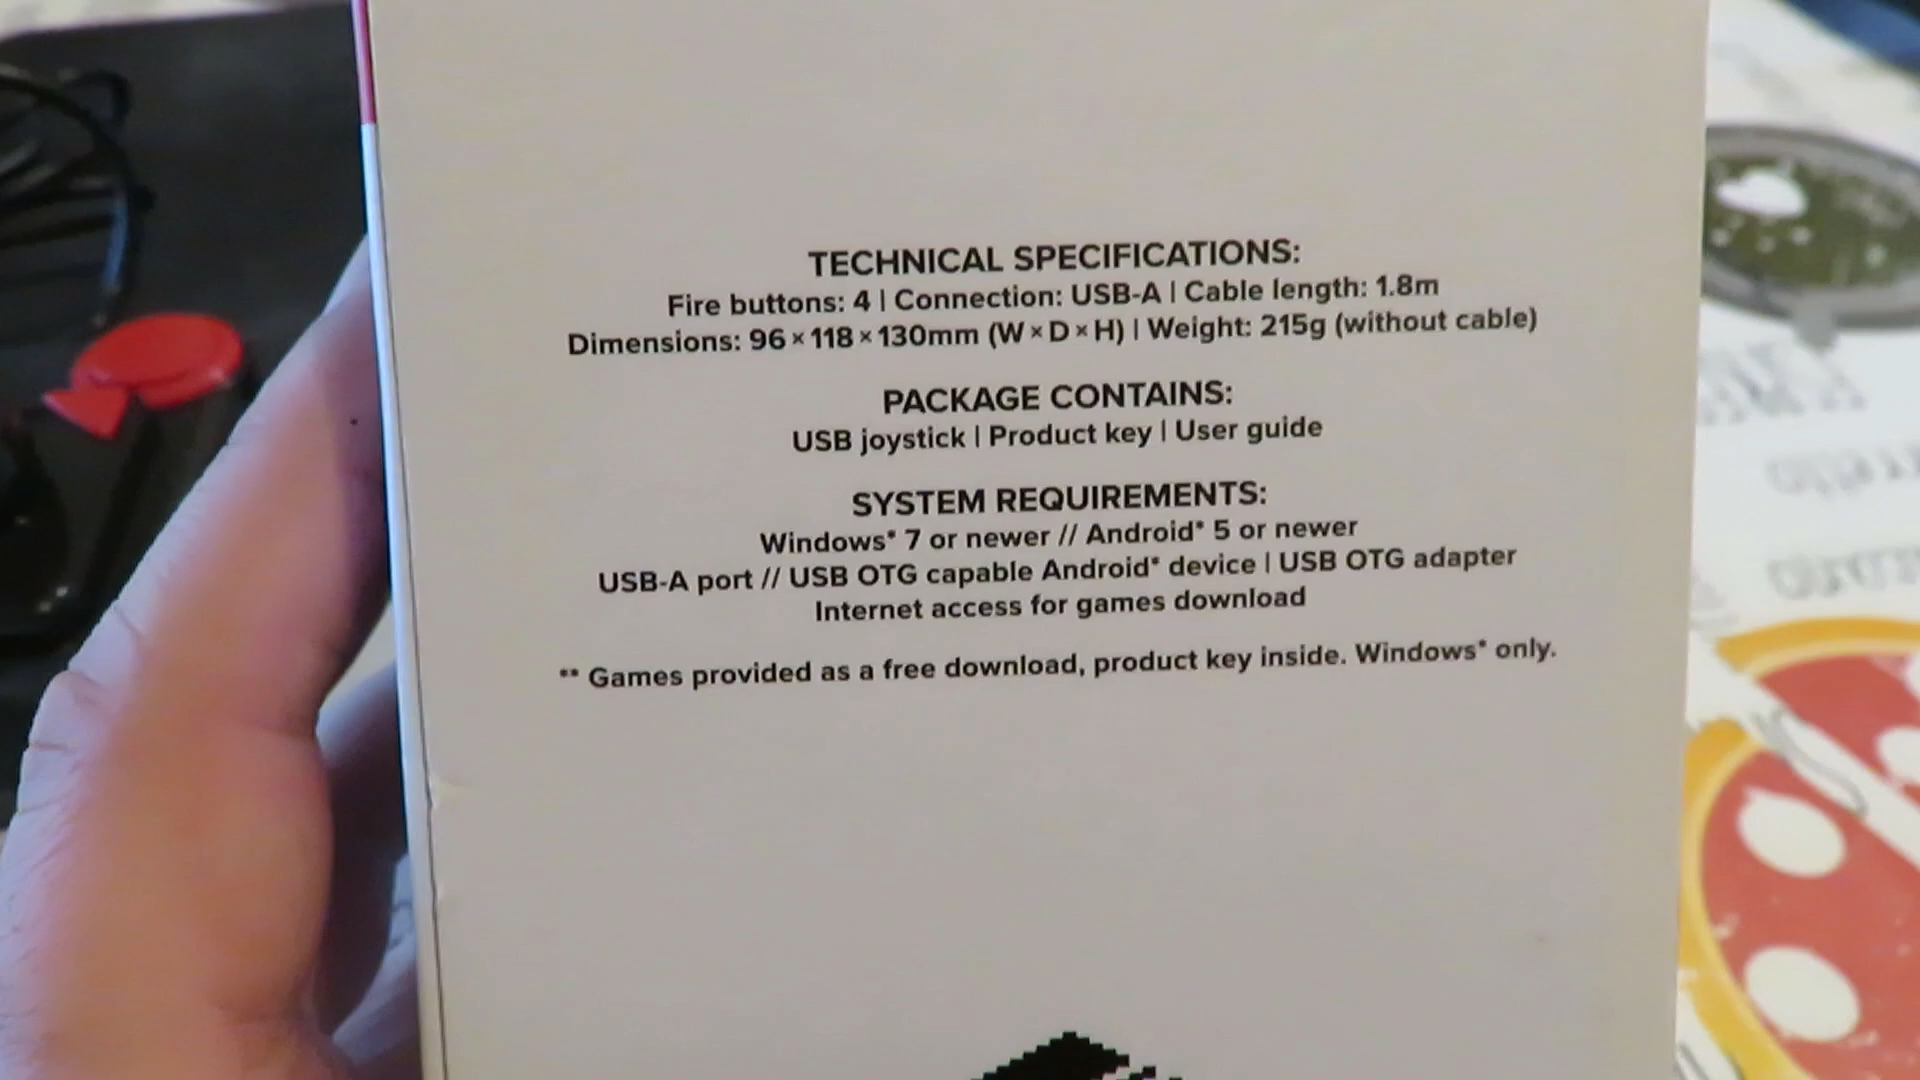 TECHNICAL SPECIFICATIONS:
Fire buttons: 4 | Connection: USB-A | Cable length: 1.8m
Dimensions: 96 × 118 × 130mm (W × D × H) | Weight: 215g (without cable)
PACKAGE CONTAINS:
USB joystick | Product key | User guide
SYSTEM REQUIREMENTS:
Windows® 7 or newer // Android® 5 or newer
USB-A port // USB OTG capable Android® device | USB OTG adapter
Internet access for games download
** Games provided as a free download, product key inside. Windows® only.